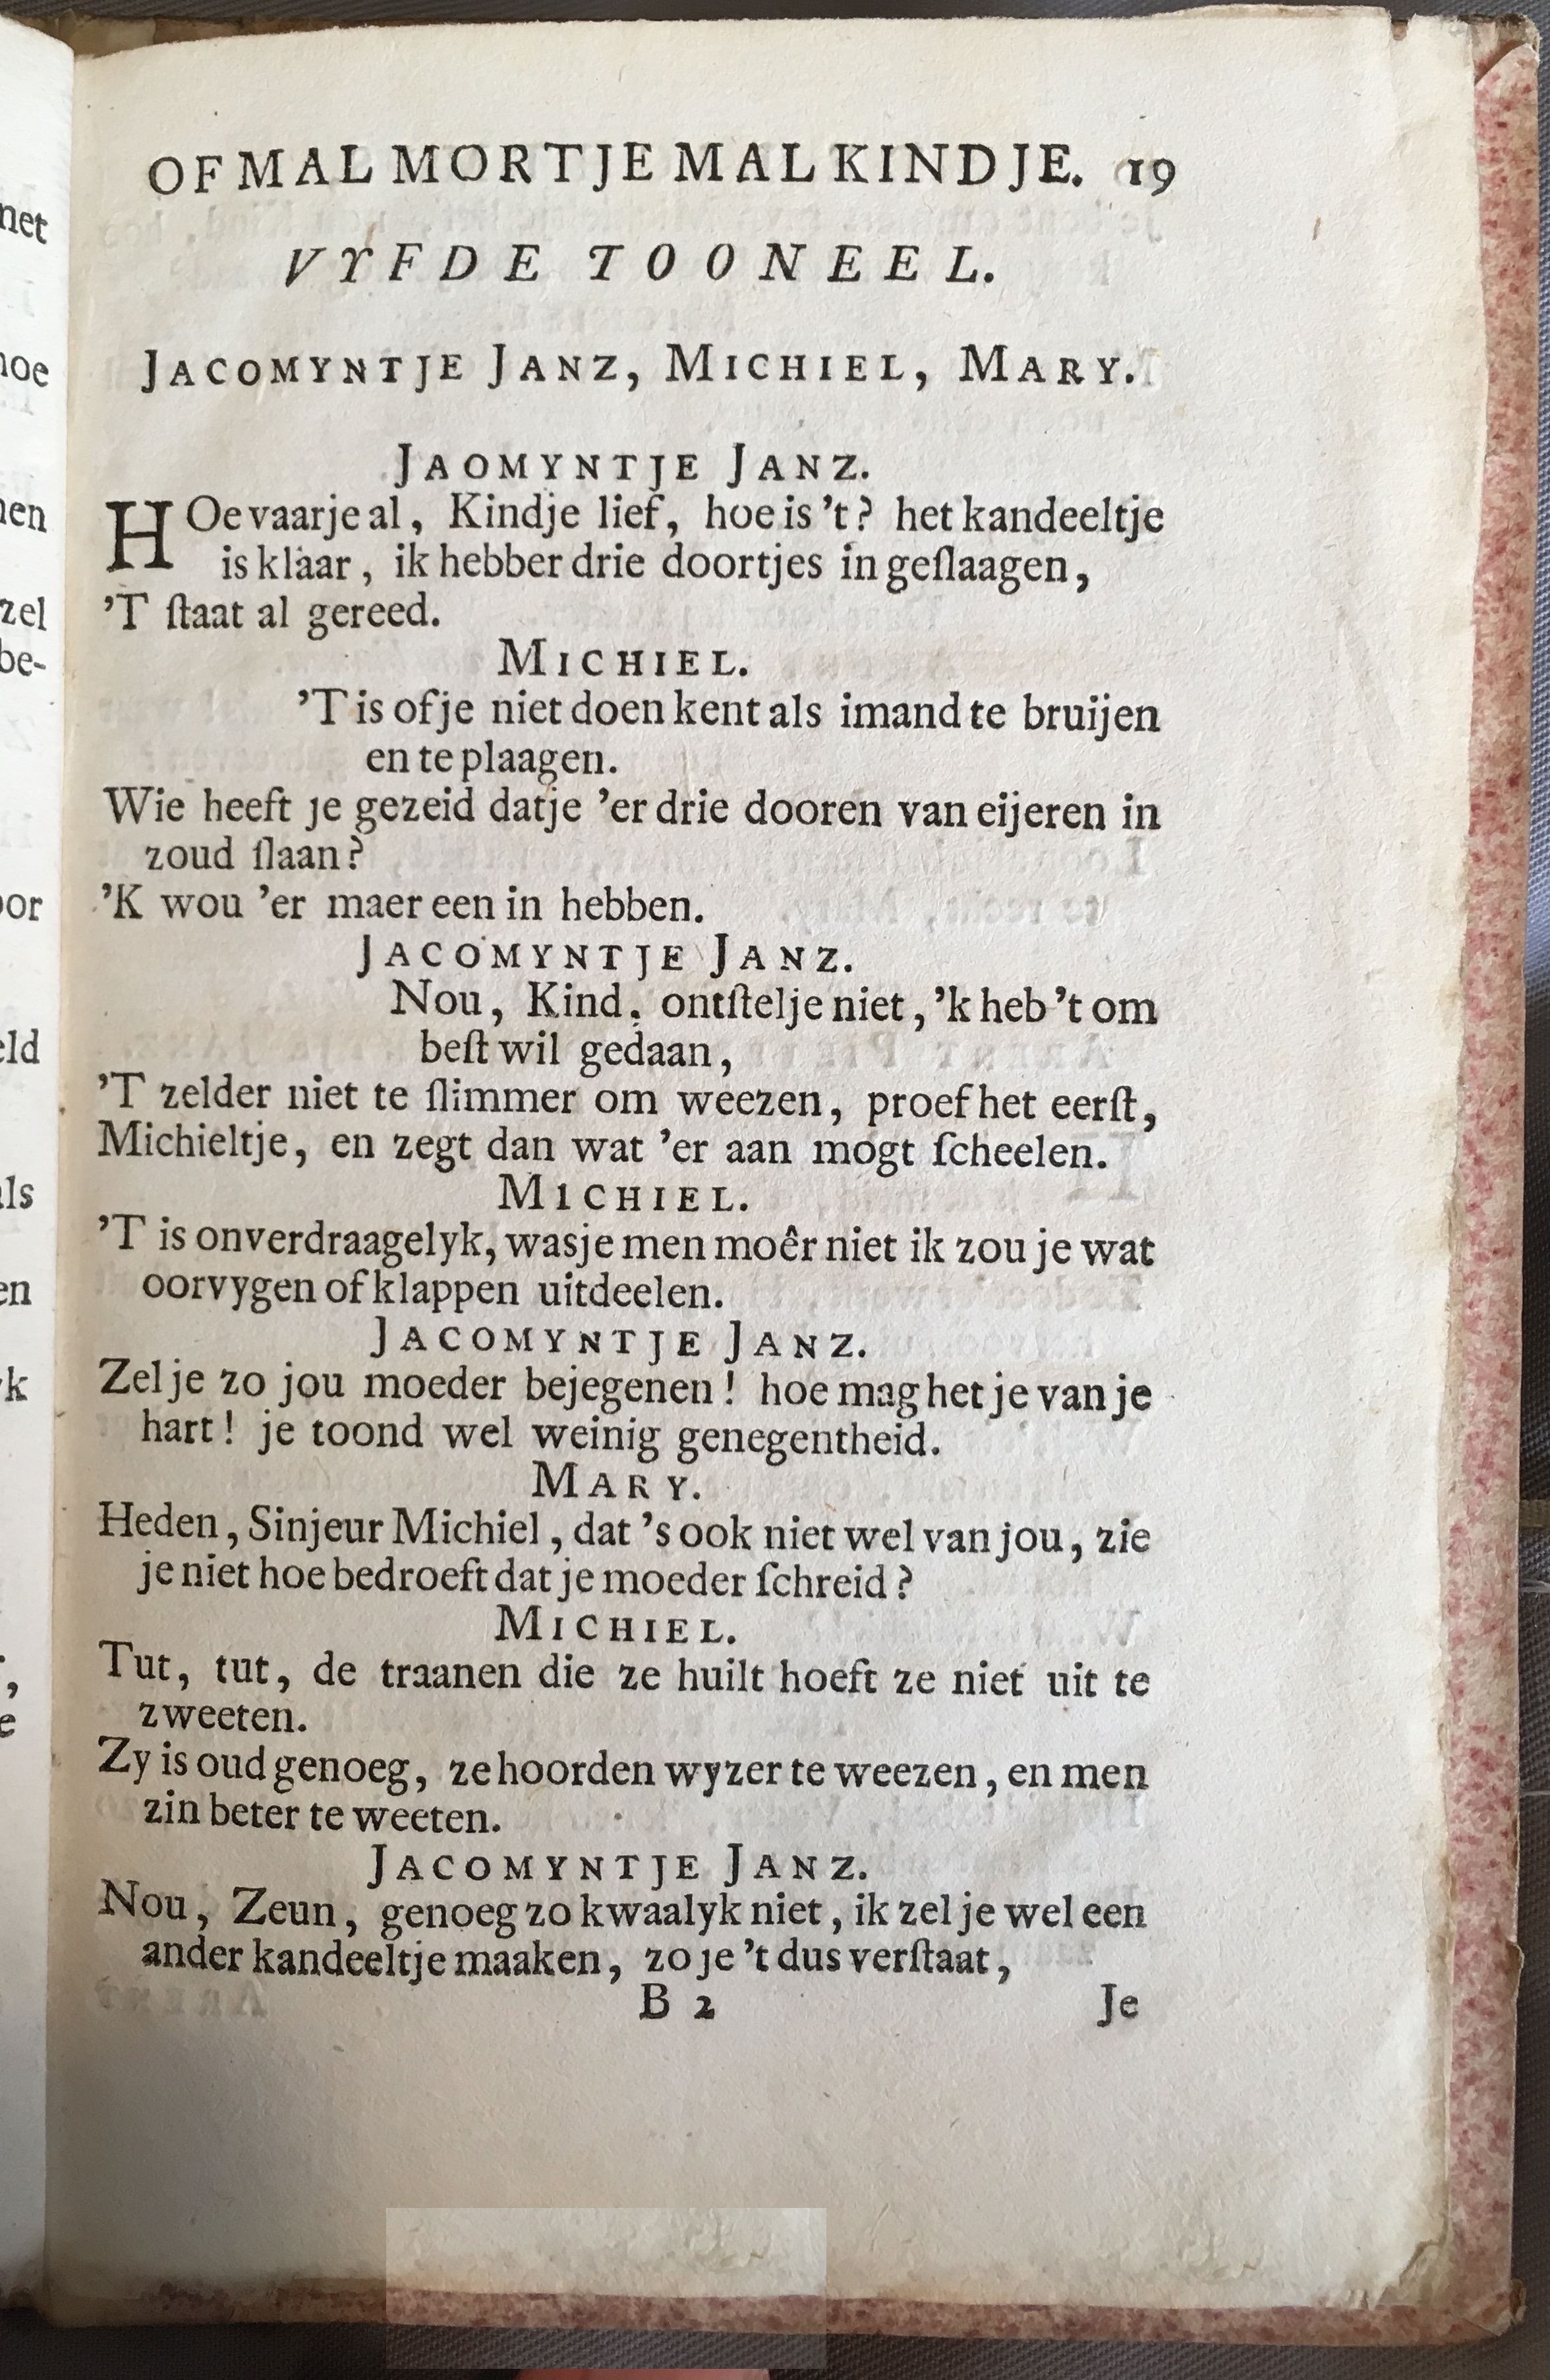 OF MAL MORTJE MAL KINDJE. 19
VYFDE TOONEEL.
JACOMYNTJE JANZ, MICHIEL, MARY.
JAOMYNTJE JANZ.
HOe vaarje al, Kindje lief, hoe is 't? het kandeeltje
is klaar, ik hebber drie doortjes in geſlaagen,
'T ſtaat al gereed.
MICHIEL.
'T is of je niet doen kent als imand te bruijen
en te plaagen.
Wie heeft je gezeid datje 'er drie dooren van eijeren in
zoud ſlaan?
'K wou 'er maer een in hebben.
JACOMYNTJE JANZ.
Nou, Kind, ontſtelje niet, 'k heb 't om
beſt wil gedaan,
'T zelder niet te ſlimmer om weezen, proef het eerſt,
Michieltje, en zegt dan wat 'er aan mogt ſcheelen.
MICHIEL.
'T is onverdraagelyk, wasje men moêr niet ik zou je wat
oorvygen of klappen uitdeelen.
JACOMYNTJE JANZ.
Zel je zo jou moeder bejegenen! hoe mag het je van je
hart! je toond wel weinig genegentheid.
MARY.
Heden, Sinjeur Michiel, dat 's ook niet wel van jou, zie
je niet hoe bedroeft dat je moeder ſchreid?
MICHIEL.
Tut, tut, de traanen die ze huilt hoeft ze niet uit te
zweeten.
Zy is oud genoeg, ze hoorden wyzer te weezen, en men
zin beter te weeten.
JACOMYNTJE JANZ.
Nou, Zeun, genoeg zo kwaalyk niet, ik zel je wel een
ander kandeeltje maaken, zo je 't dus verſtaat,
B 2 Je